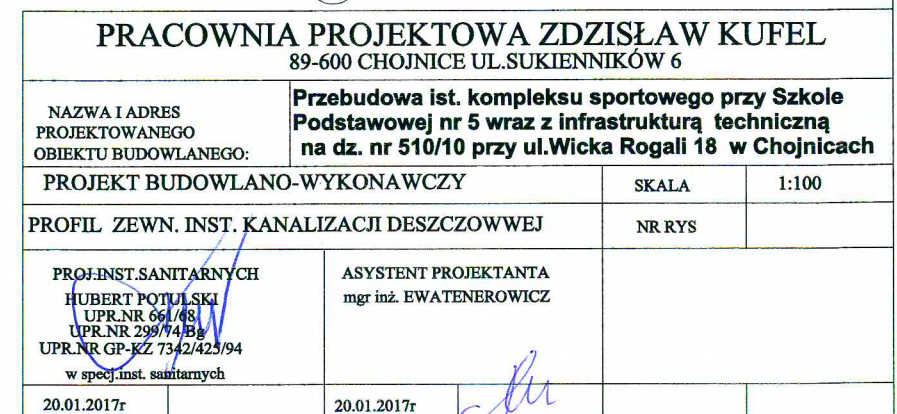 PRACOWNIA PROJEKTOWA ZDZISŁAW KUFEL
89-600 CHOJNICE UL.SUKIENNIKÓW 6
NAZWA I ADRES
PROJEKTOWANEGO
OBIEKTU BUDOWLANEGO:
Przebudowa ist. kompleksu sportowego przy Szkole
Podstawowej nr 5 wraz z infrastrukturą techniczną
na dz. nr 510/10 przy ul.Wicka Rogali 18 w Chojnicach
PROJEKT BUDOWLANO-WYKONAWCZY
SKALA
1:100
PROFIL ZEWN. INST. KANALIZACJI DESZCZOWWEJ
NR RYS
PROJ.INST.SANITARNYCH
HUBERT POTULSKI
UPR.NR 661/68
UPR.NR 299/74/Bg
UPR.NR GP-KZ 7342/425/94
w specj.inst. sanitarnych
ASYSTENT PROJEKTANTA
mgr inż. EWATENEROWICZ
20.01.2017r
20.01.2017r